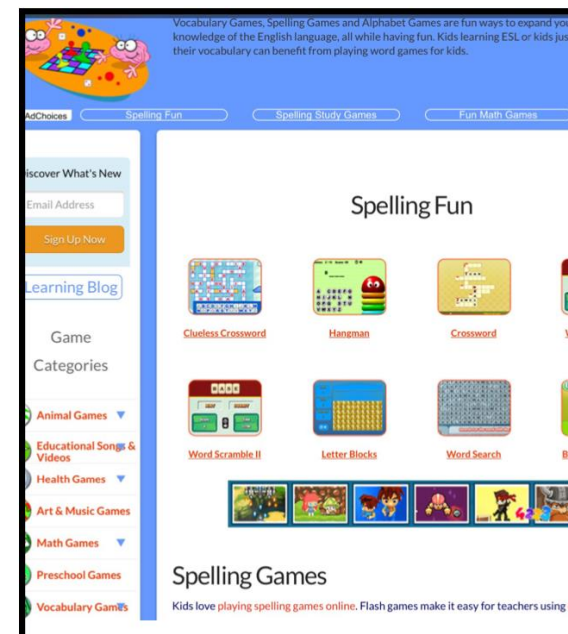 Vocabulary Games, Spelling Games and Alphabet Games are fun ways to expand
knowledge of the English language, all while having fun. Kids learning ESL or kids
their vocabulary can benefit from playing word games for kids.
AdChoices
Spelling Fun
Spelling Study Games
Fun Math Games
iscover What's New
Email Address
Sign Up Now
Learning Blog
Game
Categories
Animal Games
Educational Songs &
Videos
Health Games
Art & Music Games
Math Games
Preschool Games
Vocabulary Games
Spelling Fun
Clueless Crossword
Hangman
Crossword
Word Scramble II
Letter Blocks
Word Search
Spelling Games
Kids love playing spelling games online. Flash games make it easy for teachers using